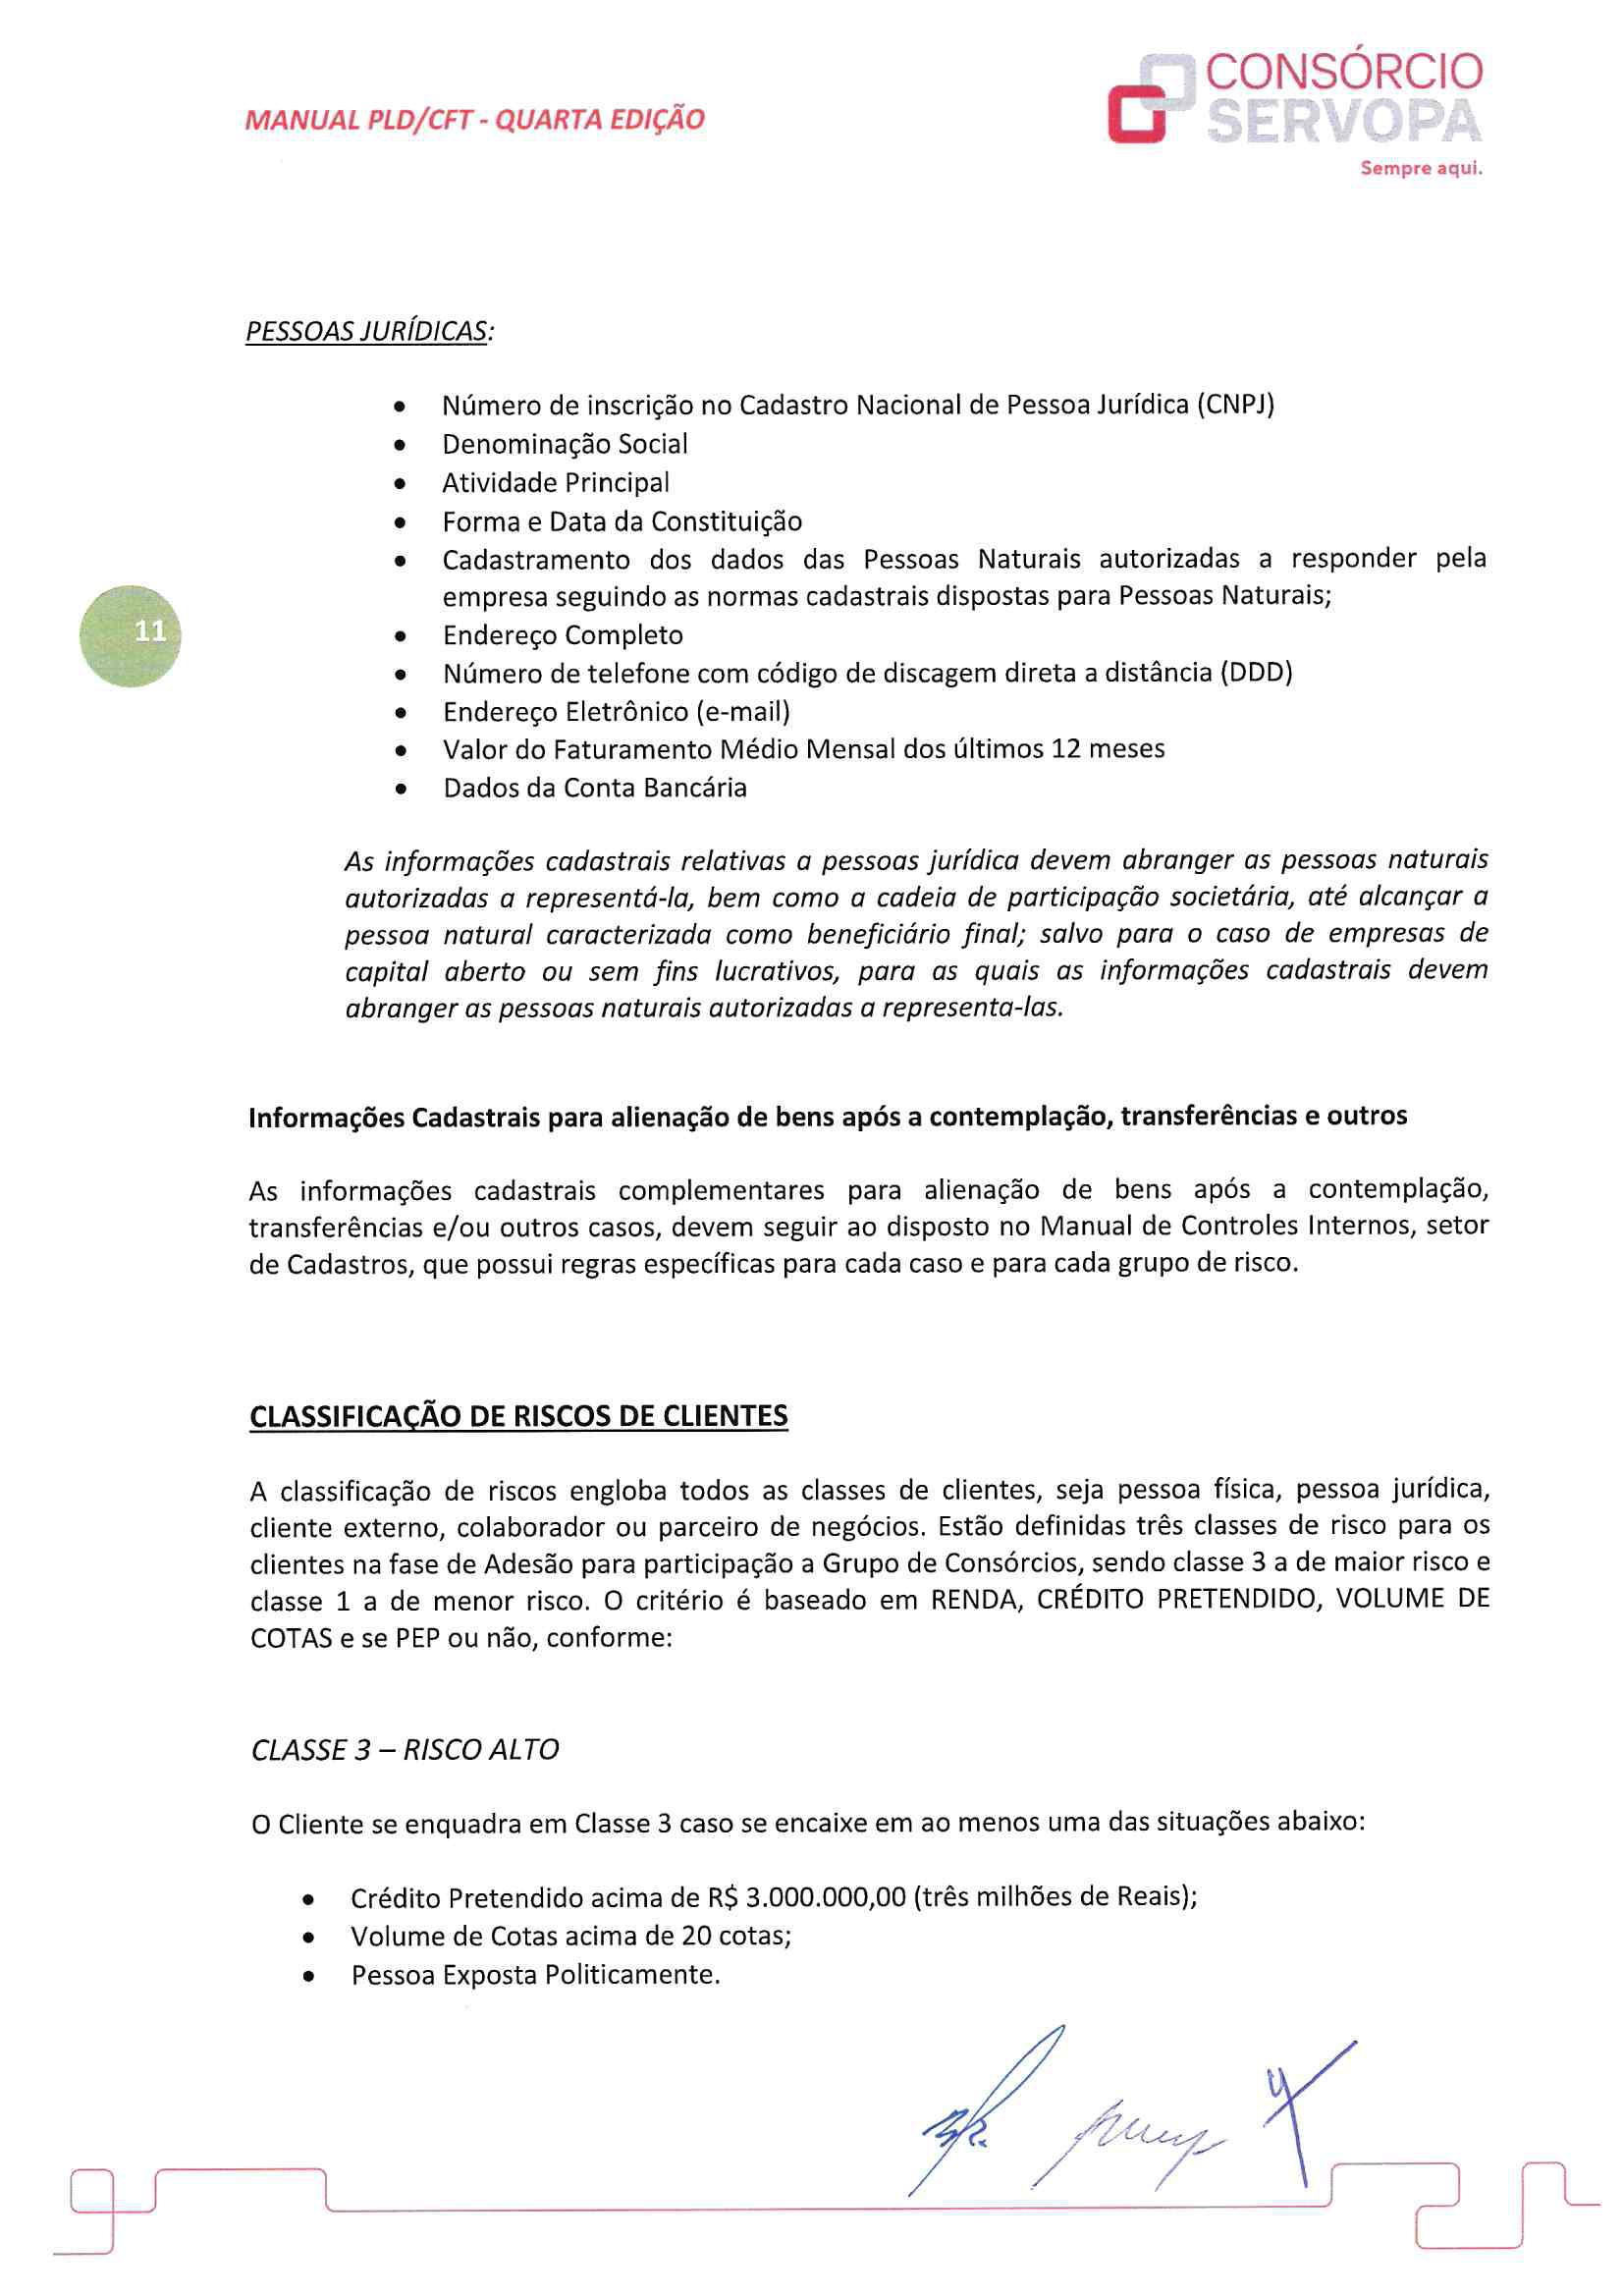 MANUAL PLD/CFT - QUARTA EDIÇÃO
CONSÓRCIO
SERVOPA
Sempre aqui.
PESSOAS JURÍDICAS:
• Número de inscrição no Cadastro Nacional de Pessoa Jurídica (CNPJ)
• Denominação Social
• Atividade Principal
• Forma e Data da Constituição
• Cadastramento dos dados das Pessoas Naturais autorizadas a responder pela
empresa seguindo as normas cadastrais dispostas para Pessoas Naturais;
11
• Endereço Completo
• Número de telefone com código de discagem direta a distância (DDD)
• Endereço Eletrônico (e-mail)
• Valor do Faturamento Médio Mensal dos últimos 12 meses
• Dados da Conta Bancária
As informações cadastrais relativas a pessoas jurídica devem abranger as pessoas naturais
autorizadas a representá-la, bem como a cadeia de participação societária, até alcançar a
pessoa natural caracterizada como beneficiário final; salvo para o caso de empresas de
capital aberto ou sem fins lucrativos, para as quais as informações cadastrais devem
abranger as pessoas naturais autorizadas a representa-las.
Informações Cadastrais para alienação de bens após a contemplação, transferências e outros
As informações cadastrais complementares para alienação de bens após a contemplação,
transferências e/ou outros casos, devem seguir ao disposto no Manual de Controles Internos, setor
de Cadastros, que possui regras específicas para cada caso e para cada grupo de risco.
CLASSIFICAÇÃO DE RISCOS DE CLIENTES
A classificação de riscos engloba todos as classes de clientes, seja pessoa física, pessoa jurídica,
cliente externo, colaborador ou parceiro de negócios. Estão definidas três classes de risco para os
clientes na fase de Adesão para participação a Grupo de Consórcios, sendo classe 3 a de maior risco e
classe 1 a de menor risco. O critério é baseado em RENDA, CRÉDITO PRETENDIDO, VOLUME DE
COTAS e se PEP ou não, conforme:
CLASSE 3 – RISCO ALTO
O Cliente se enquadra em Classe 3 caso se encaixe em ao menos uma das situações abaixo:
• Crédito Pretendido acima de R$ 3.000.000,00 (três milhões de Reais);
• Volume de Cotas acima de 20 cotas;
• Pessoa Exposta Politicamente.